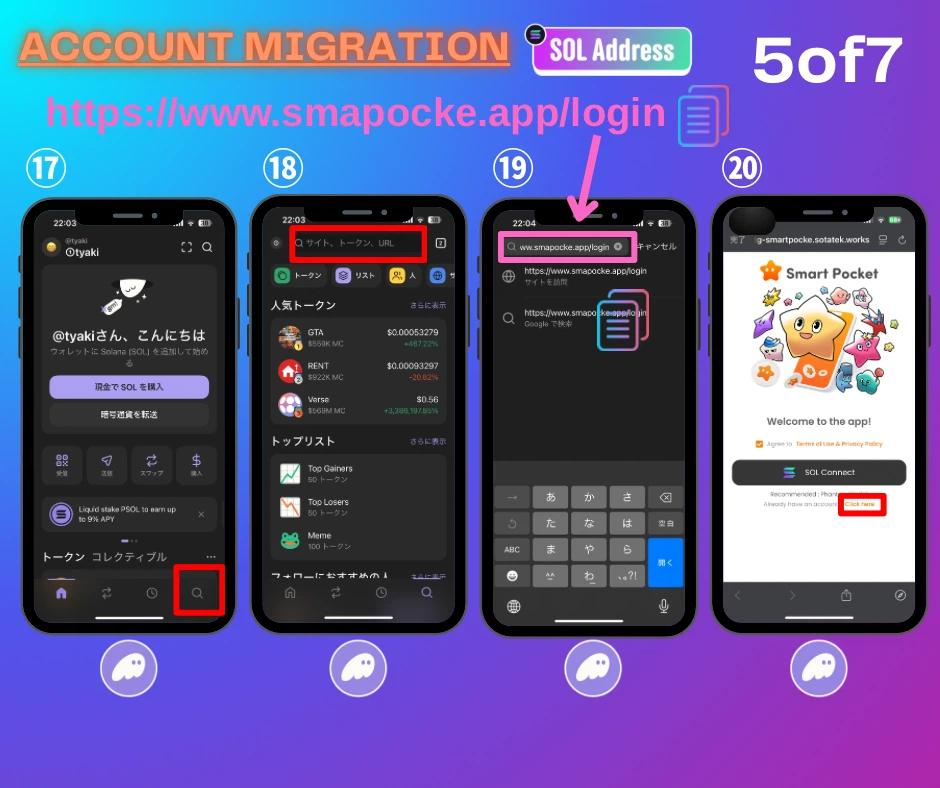 ACCOUNT MIGRATION
SOL Address
5of7
https://www.smapocke.app/login
⑰
⑱
⑲
⑳
22:03
@tyaki
①tyaki
gm!
@tyakiさん、こんにちは
ウォレットに Solana (SOL) を追加して始め
る
現金で SOL を購入
暗号通貨を転送
受信
送信
スワップ
購入
Liquid stake PSOL to earn up
to 9% APY
トークン コレクティブル
22:03
サイト、トークン、URL
トークン
リスト
人
サ
人気トークン
さらに表示
GTA
$559K MC
$0.00053279
+467.22%
RENT
$922K MC
$0.00093297
-20.82%
Verse
$569M MC
$0.56
+3,386,197.85%
トップリスト
さらに表示
Top Gainers
50 トークン
Top Losers
50 トークン
Meme
100 トークン
フォローにおすすめの人
さらに表示
22:04
ww.smapocke.app/login
キャンセル
https://www.smapocke.app/login
サイトを訪問
https://www.smapocke.app/login
Google で検索
→ あ か さ
た な は 空白
ABC ま や ら
開く
^^ わ 、。?!
完了
g-smartpocke.sotatek.works
Smart Pocket
Welcome to the app!
Agree to Terms of Use & Privacy Policy
SOL Connect
Recommended : Phant
Already have an account
Click here